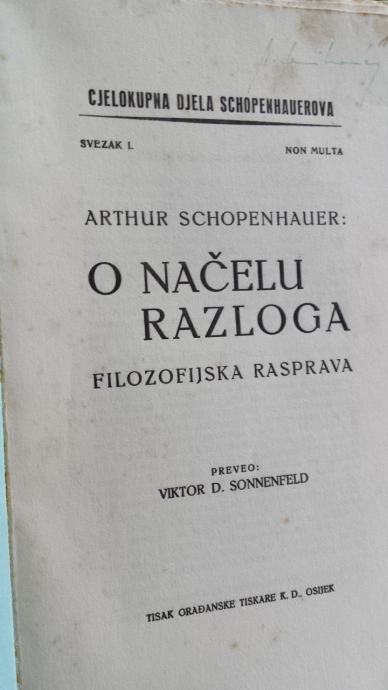 CJELOKUPNA DJELA SCHOPENHAUEROVA
SVEZAK I. NON MULTA
ARTHUR SCHOPENHAUER:
O NAČELU
RAZLOGA
FILOZOFIJSKA RASPRAVA
PREVEO:
VIKTOR D. SONNENFELD
TISAK GRAĐANSKE TISKARE K. D., OSIJEK